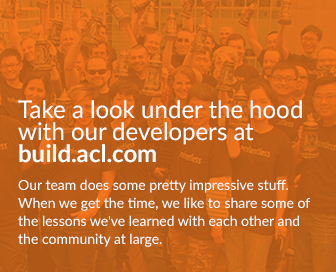 Take a look under the hood
with our developers at
build.acl.com
Our team does some pretty impressive stuff.
When we get the time, we like to share some of
the lessons we've learned with each other and
the community at large.